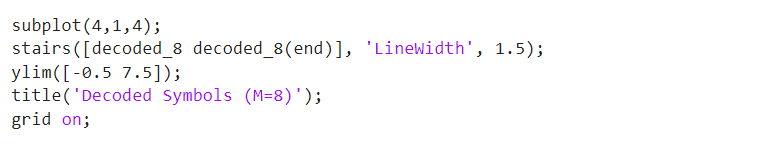 subplot(4,1,4);
stairs([decoded_8 decoded_8(end)], 'LineWidth', 1.5);
ylim([-0.5 7.5]);
title('Decoded Symbols (M=8)');
grid on;